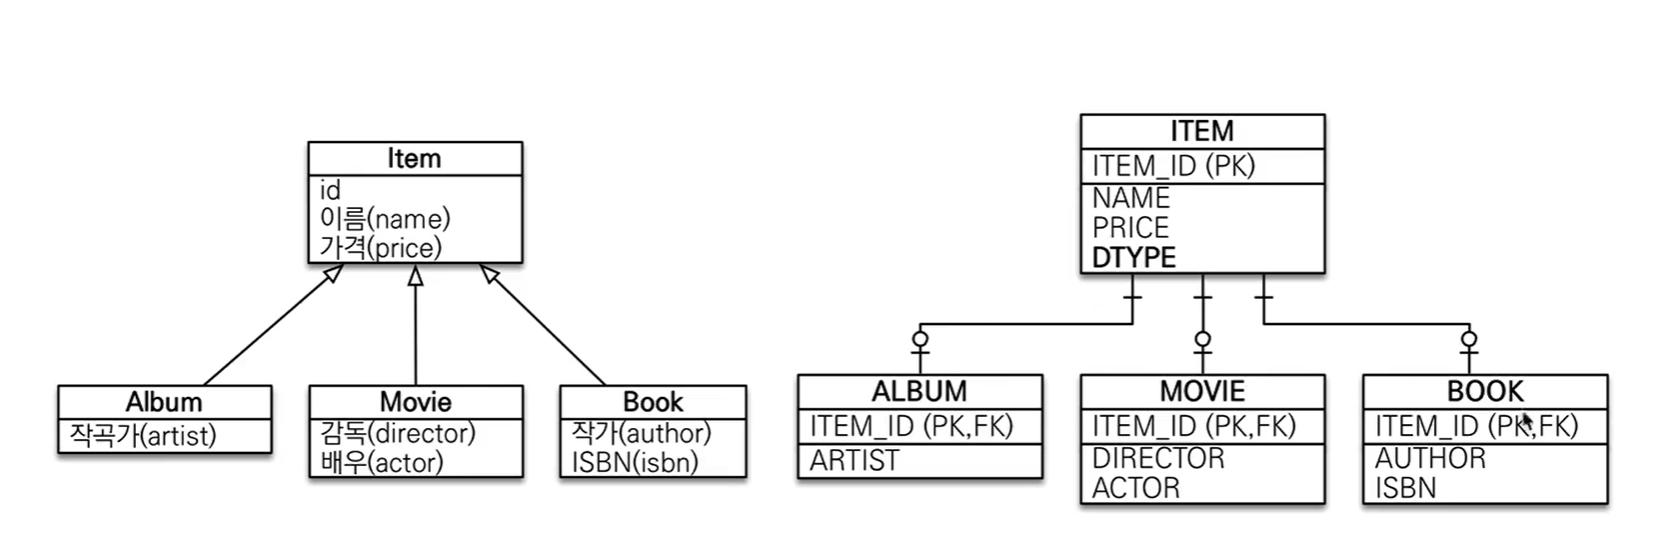 Item
id
이름(name)
가격(price)
Album
작곡가(artist)
Movie
감독(director)
배우(actor)
Book
작가(author)
ISBN(isbn)
ITEM
ITEM_ID (PK)
NAME
PRICE
DTYPE
ALBUM
ITEM_ID (PK,FK)
ARTIST
MOVIE
ITEM_ID (PK,FK)
DIRECTOR
ACTOR
BOOK
ITEM_ID (PK,FK)
AUTHOR
ISBN